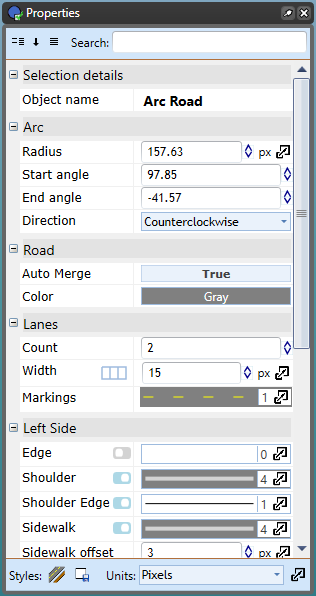 Properties
Search:
Selection details
Object name Arc Road
Arc
Radius 157.63 px
Start angle 97.85
End angle -41.57
Direction Counterclockwise
Road
Auto Merge True
Color Gray
Lanes
Count 2
Width 15 px
Markings 1
Left Side
Edge 0
Shoulder 4
Shoulder Edge 1
Sidewalk 4
Sidewalk offset 3 px
Styles: Units: Pixels